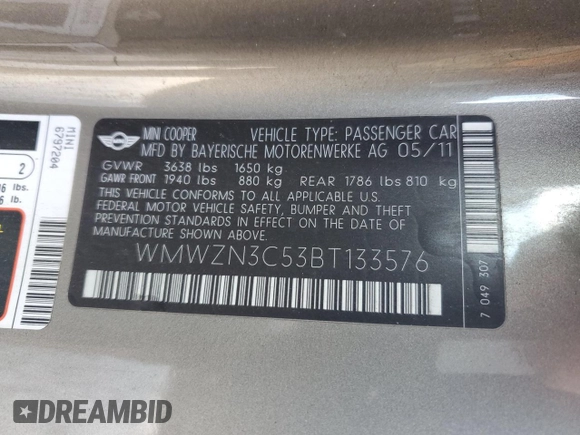 MINI
6792204
2
lbs.
lb.
MINI COOPER
VEHICLE TYPE: PASSENGER CAR
MFD BY BAYERISCHE MOTORENWERKE AG 05/11
GVWR 3638 lbs 1650 kg
GAWR FRONT 1940 lbs 880 kg REAR 1786 lbs 810 kg
THIS VEHICLE CONFORMS TO ALL APPLICABLE U.S.
FEDERAL MOTOR VEHICLE SAFETY, BUMPER AND THEFT
PREVENTION STANDARDS IN EFFECT ON THE DATE OF
MANUFACTURE SHOWN ABOVE.
WMWZN3C53BT133576
7 049 307
DREAMBID